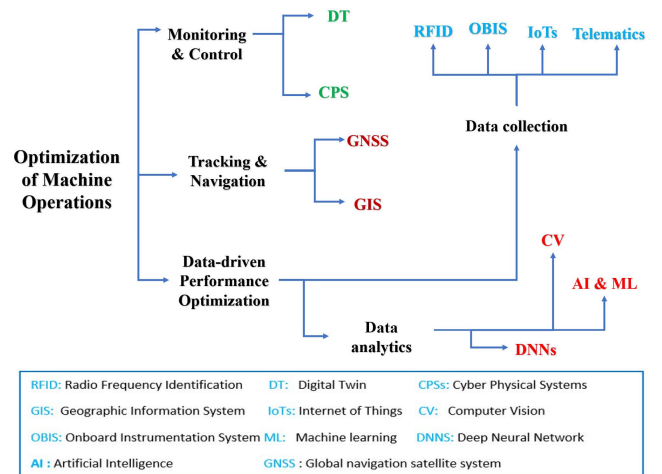 Monitoring
& Control
DT
CPS
RFID
OBIS
IoTs
Telematics
Data collection
Optimization
of Machine
Operations
Tracking &
Navigation
GNSS
GIS
Data-driven
Performance
Optimization
Data
analytics
CV
AI & ML
DNNs
RFID: Radio Frequency Identification DT: Digital Twin CPSs: Cyber Physical Systems
GIS: Geographic Information System IoTs: Internet of Things CV: Computer Vision
OBIS: Onboard Instrumentation System ML: Machine learning DNNS: Deep Neural Network
AI : Artificial Intelligence GNSS : Global navigation satellite system